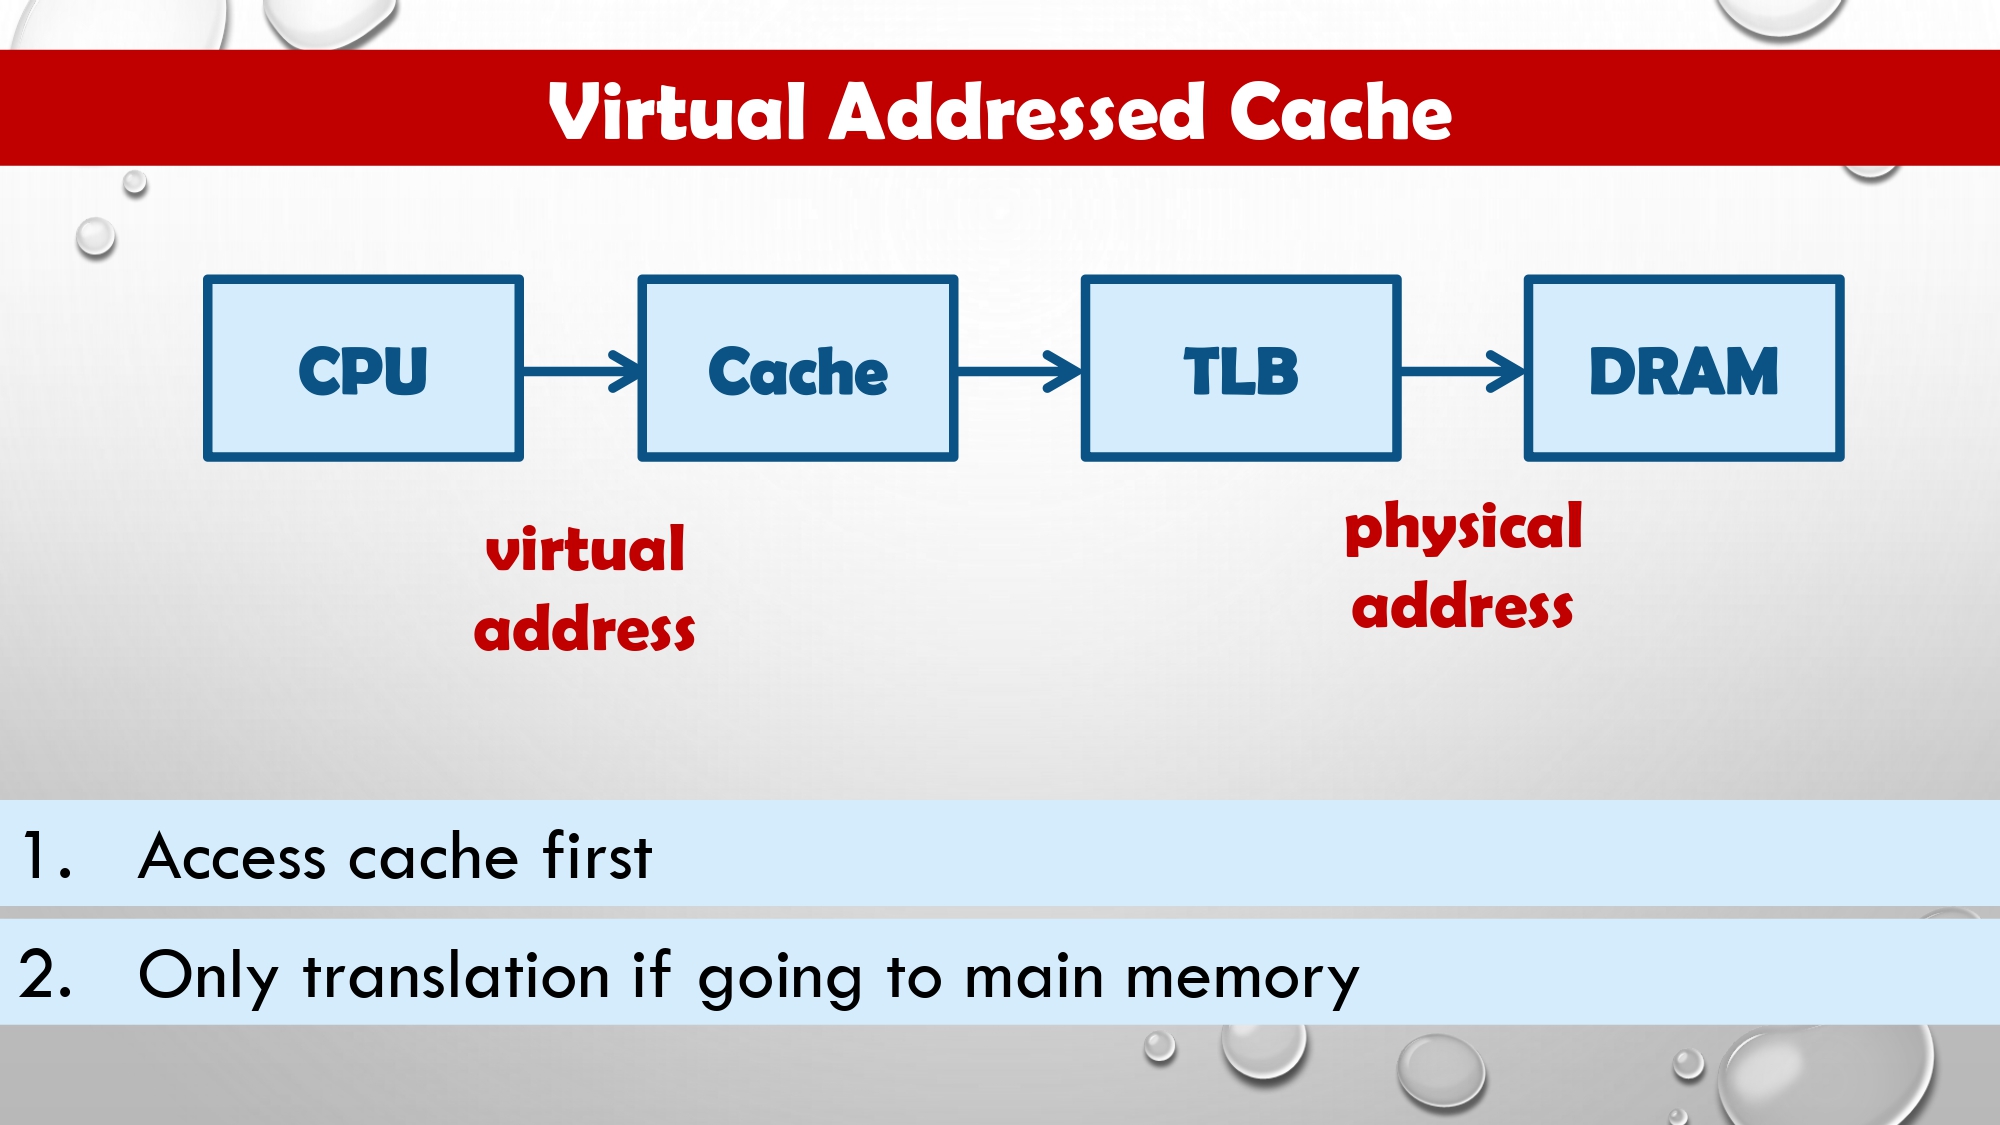 Virtual Addressed Cache
CPU
Cache
TLB
DRAM
virtual
address
physical
address
1. Access cache first
2. Only translation if going to main memory